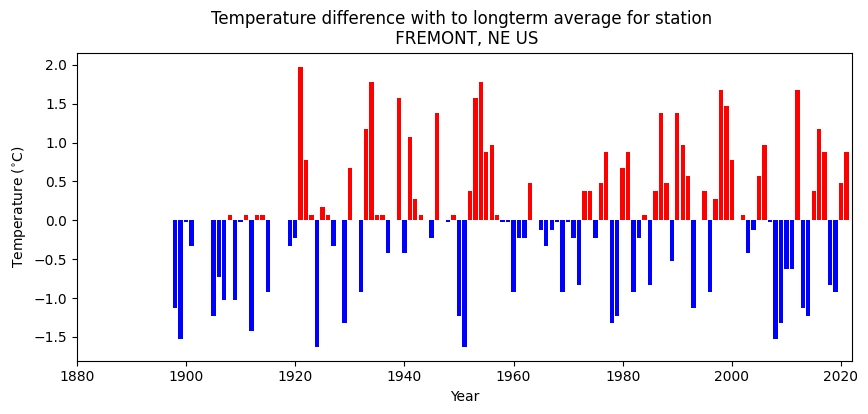 Temperature difference with to longterm average for station
FREMONT, NE US
Temperature (°C)
2.0
1.5
1.0
0.5
0.0
−0.5
−1.0
−1.5
1880 1900 1920 1940 1960 1980 2000 2020
Year